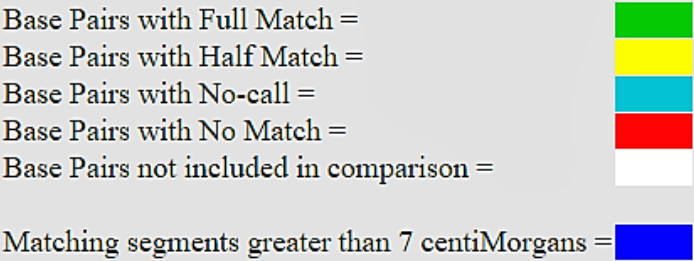 Base Pairs with Full Match =
Base Pairs with Half Match =
Base Pairs with No-call =
Base Pairs with No Match =
Base Pairs not included in comparison =
Matching segments greater than 7 centiMorgans =